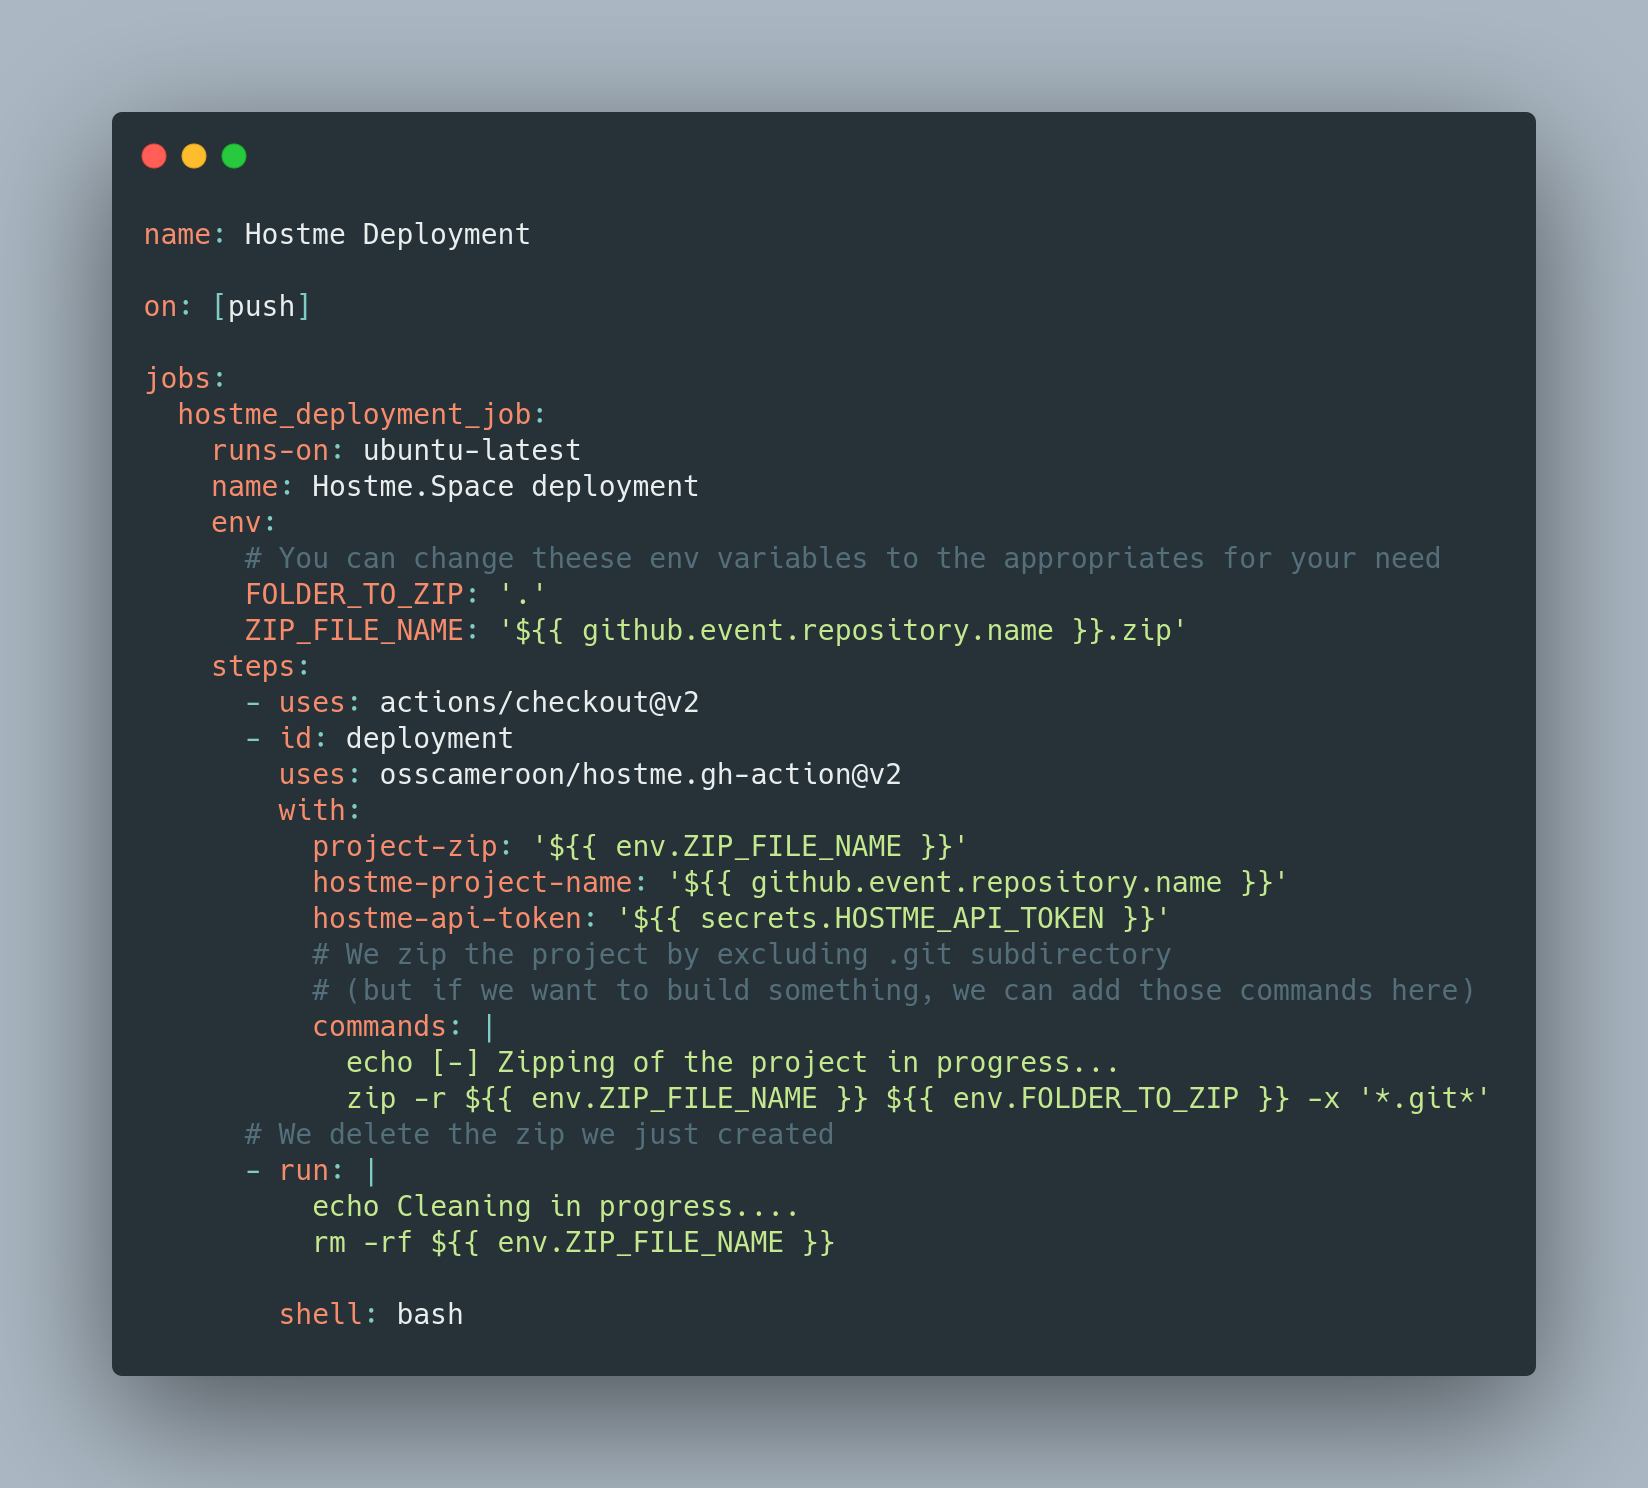 name: Hostme Deployment
on: [push]
jobs:
  hostme_deployment_job:
    runs-on: ubuntu-latest
    name: Hostme.Space deployment
    env:
      # You can change theese env variables to the appropriates for your need
      FOLDER_TO_ZIP: '.'
      ZIP_FILE_NAME: '${{ github.event.repository.name }}.zip'
    steps:
      - uses: actions/checkout@v2
      - id: deployment
        uses: osscameroon/hostme.gh-action@v2
        with:
          project-zip: '${{ env.ZIP_FILE_NAME }}'
          hostme-project-name: '${{ github.event.repository.name }}'
          hostme-api-token: '${{ secrets.HOSTME_API_TOKEN }}'
          # We zip the project by excluding .git subdirectory
          # (but if we want to build something, we can add those commands here)
          commands: |
            echo [-] Zipping of the project in progress...
            zip -r ${{ env.ZIP_FILE_NAME }} ${{ env.FOLDER_TO_ZIP }} -x '*.git*'
      # We delete the zip we just created
      - run: |
          echo Cleaning in progress....
          rm -rf ${{ env.ZIP_FILE_NAME }}
        shell: bash